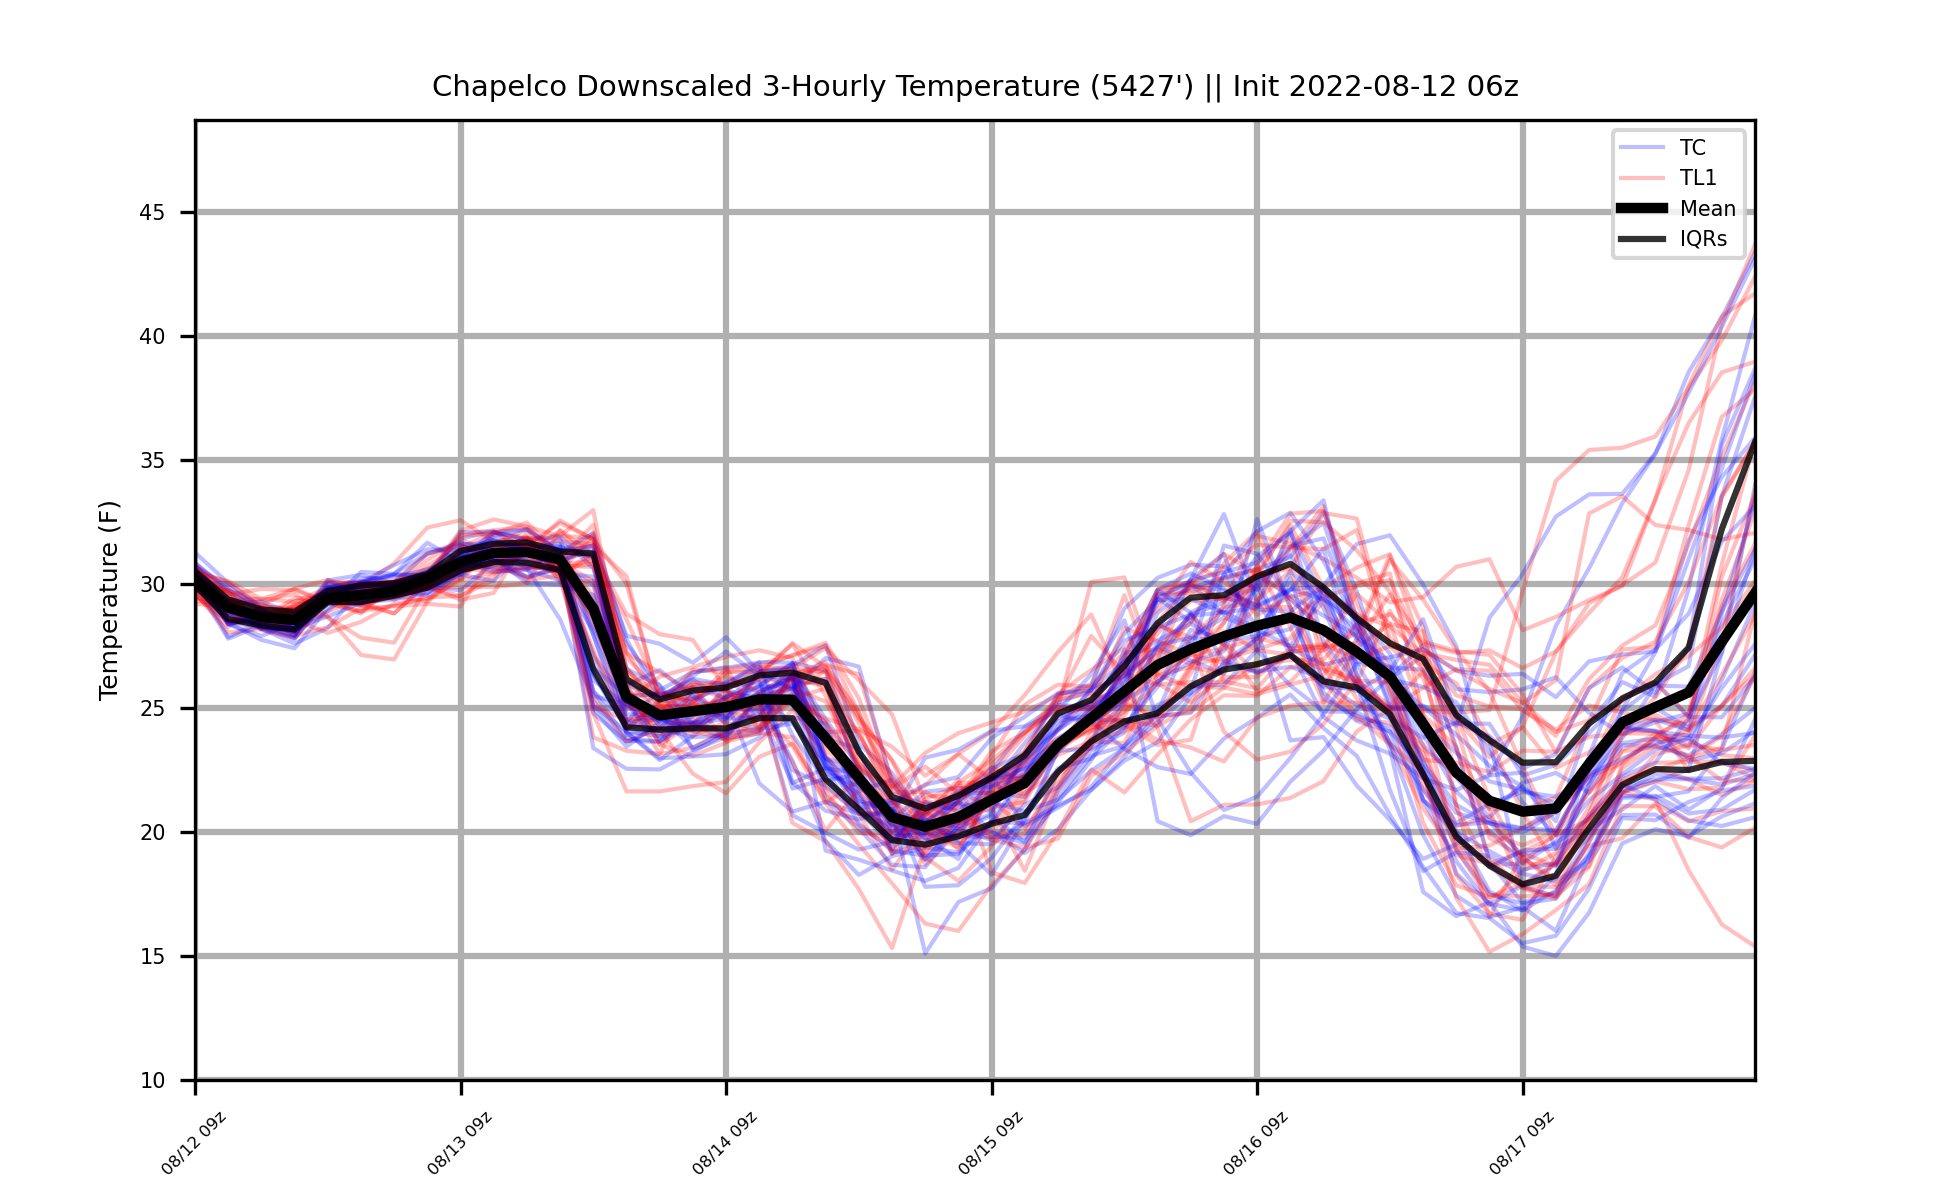 Chapelco Downscaled 3-Hourly Temperature (5427') || Init 2022-08-12 06z
TC
TL1
Mean
IQRs
Temperature (F)
45
40
35
30
25
20
15
10
08/12 09z
08/13 09z
08/14 09z
08/15 09z
08/16 09z
08/17 09z